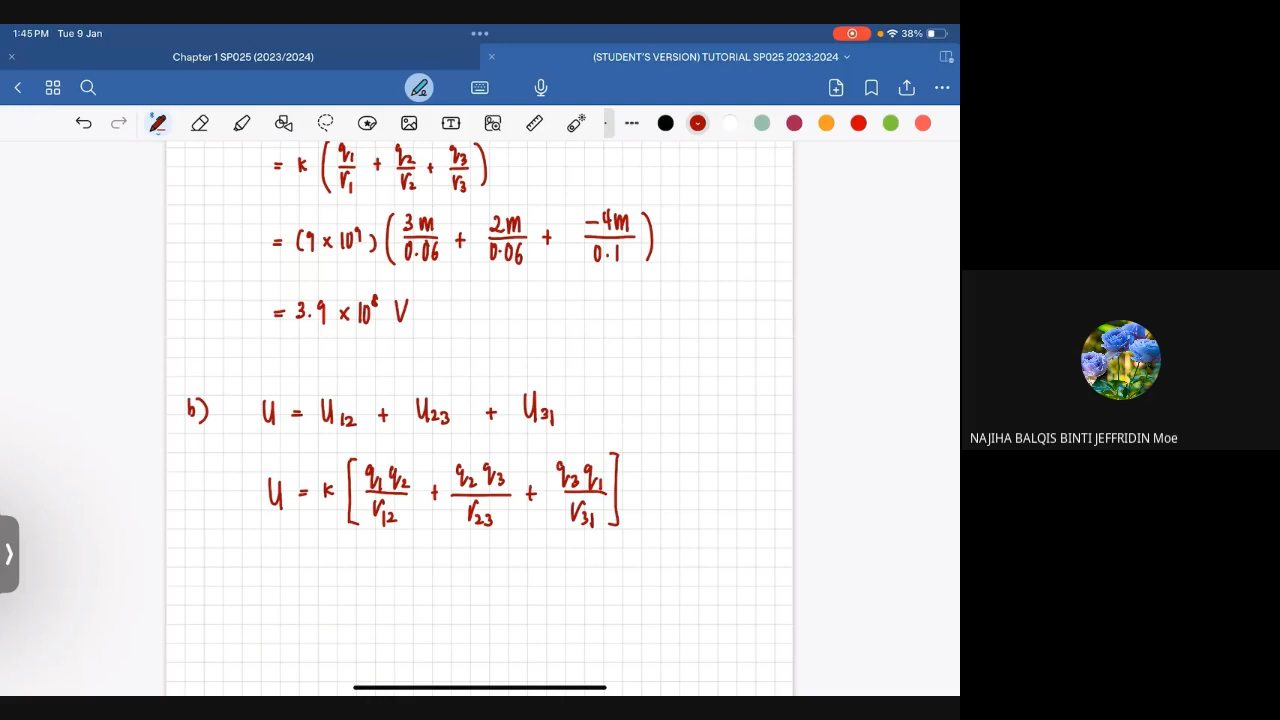 1:45 PM Tue 9 Jan
38%
Chapter 1 SP025 (2023/2024)
(STUDENT'S VERSION) TUTORIAL SP025 2023:2024
= k ( q1/r1 + q2/r2 + q3/r3 )
= (9 × 10⁹) ( 3m/0.06 + 2m/0.06 + -4m/0.1 )
= 3.9 × 10⁸ V
b) U = U12 + U23 + U31
U = k [ q1q2/r12 + q2q3/r23 + q3q1/r31 ]
NAJIHA BALQIS BINTI JEFFRIDIN Moe